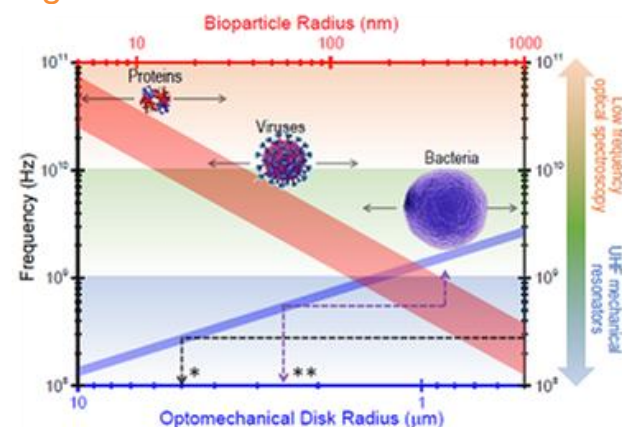 Bioparticle Radius (nm)
10 100 1000
10¹¹ 10¹¹
Proteins
Viruses
Bacteria
10¹⁰ 10¹⁰
10⁹ 10⁹
10⁸ 10⁸
* **
Frequency (Hz)
10 1
Optomechanical Disk Radius (μm)
Low frequency
optical spectroscopy
UHF mechanical
resonators